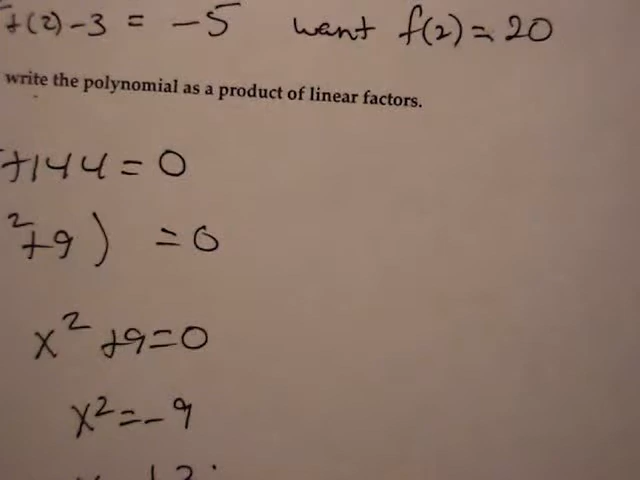 f(2) - 3 = -5 want f(2) = 20
write the polynomial as a product of linear factors.
+144 = 0
²+9) = 0
x² +9=0
x² = -9